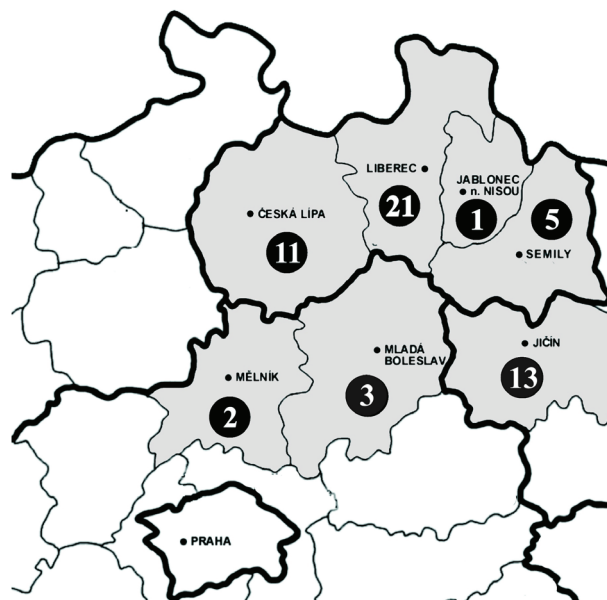 LIBEREC
21
JABLONEC
n. NISOU
1
5
SEMILY
ČESKÁ LÍPA
11
MLADÁ
BOLESLAV
3
JIČÍN
13
MĚLNÍK
2
PRAHA